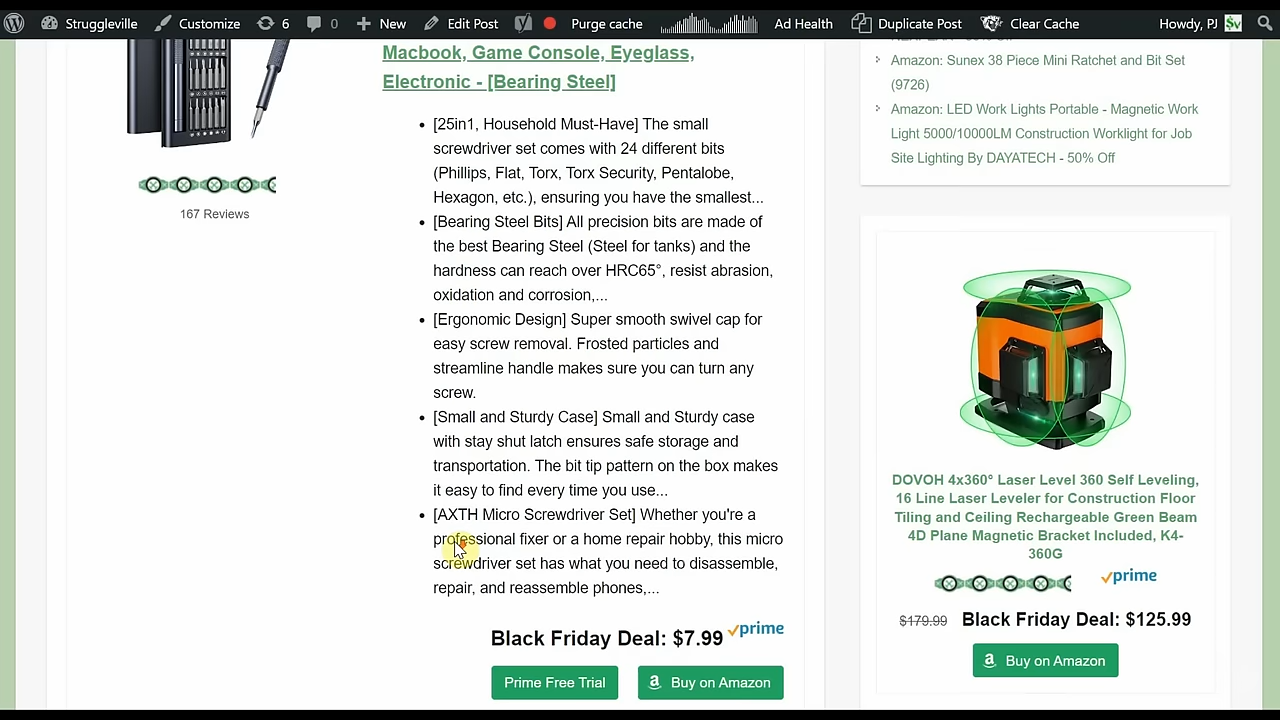 Struggleville
Customize
6
0
New
Edit Post
Purge cache
Ad Health
Duplicate Post
Clear Cache
Howdy, PJ
Macbook, Game Console, Eyeglass,
Electronic - [Bearing Steel]
167 Reviews
[25in1, Household Must-Have] The small
screwdriver set comes with 24 different bits
(Phillips, Flat, Torx, Torx Security, Pentalobe,
Hexagon, etc.), ensuring you have the smallest...
[Bearing Steel Bits] All precision bits are made of
the best Bearing Steel (Steel for tanks) and the
hardness can reach over HRC65°, resist abrasion,
oxidation and corrosion,...
[Ergonomic Design] Super smooth swivel cap for
easy screw removal. Frosted particles and
streamline handle makes sure you can turn any
screw.
[Small and Sturdy Case] Small and Sturdy case
with stay shut latch ensures safe storage and
transportation. The bit tip pattern on the box makes
it easy to find every time you use...
[AXTH Micro Screwdriver Set] Whether you're a
professional fixer or a home repair hobby, this micro
screwdriver set has what you need to disassemble,
repair, and reassemble phones,...
Black Friday Deal: $7.99
prime
Prime Free Trial
Buy on Amazon
Amazon: Sunex 38 Piece Mini Ratchet and Bit Set
(9726)
Amazon: LED Work Lights Portable - Magnetic Work
Light 5000/10000LM Construction Worklight for Job
Site Lighting By DAYATECH - 50% Off
DOVOH 4x360° Laser Level 360 Self Leveling,
16 Line Laser Leveler for Construction Floor
Tiling and Ceiling Rechargeable Green Beam
4D Plane Magnetic Bracket Included, K4-
360G
prime
$179.99 Black Friday Deal: $125.99
Buy on Amazon